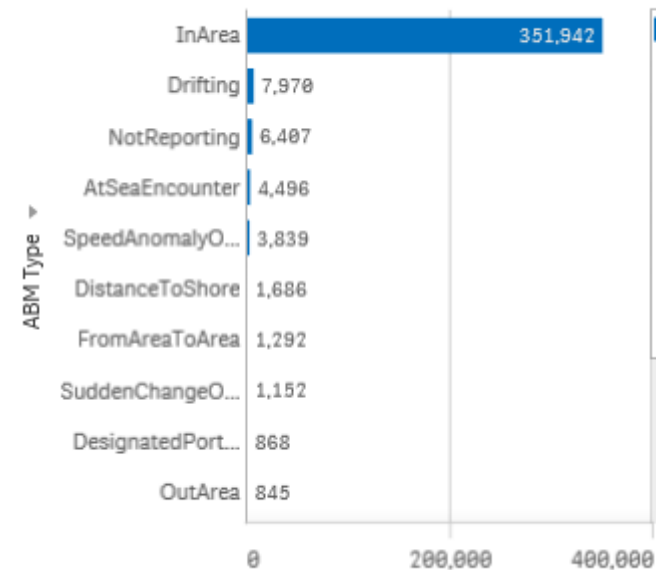 InArea 351,942
Drifting 7,970
NotReporting 6,407
AtSeaEncounter 4,496
SpeedAnomalyO... 3,839
DistanceToShore 1,686
FromAreaToArea 1,292
SuddenChangeO... 1,152
DesignatedPort... 868
OutArea 845
ABM Type
0 200,000 400,000